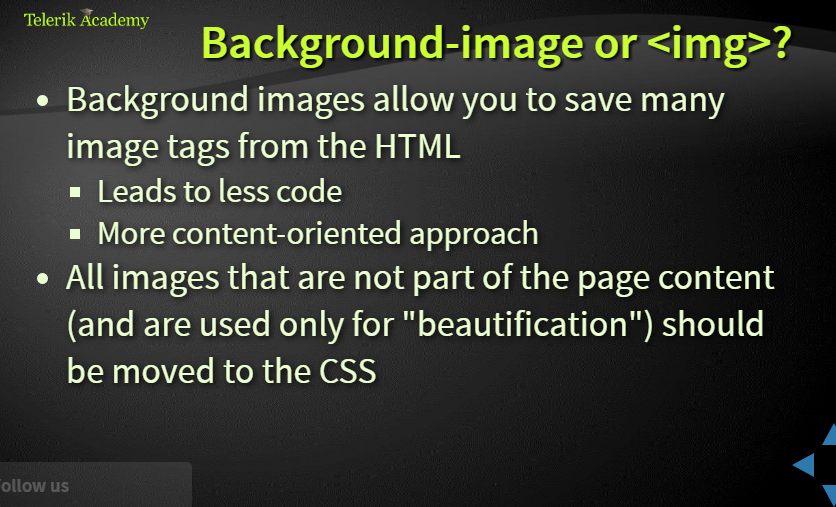 Telerik Academy
Background-image or <img>?
Background images allow you to save many
image tags from the HTML
Leads to less code
More content-oriented approach
All images that are not part of the page content
(and are used only for "beautification") should
be moved to the CSS
ollow us